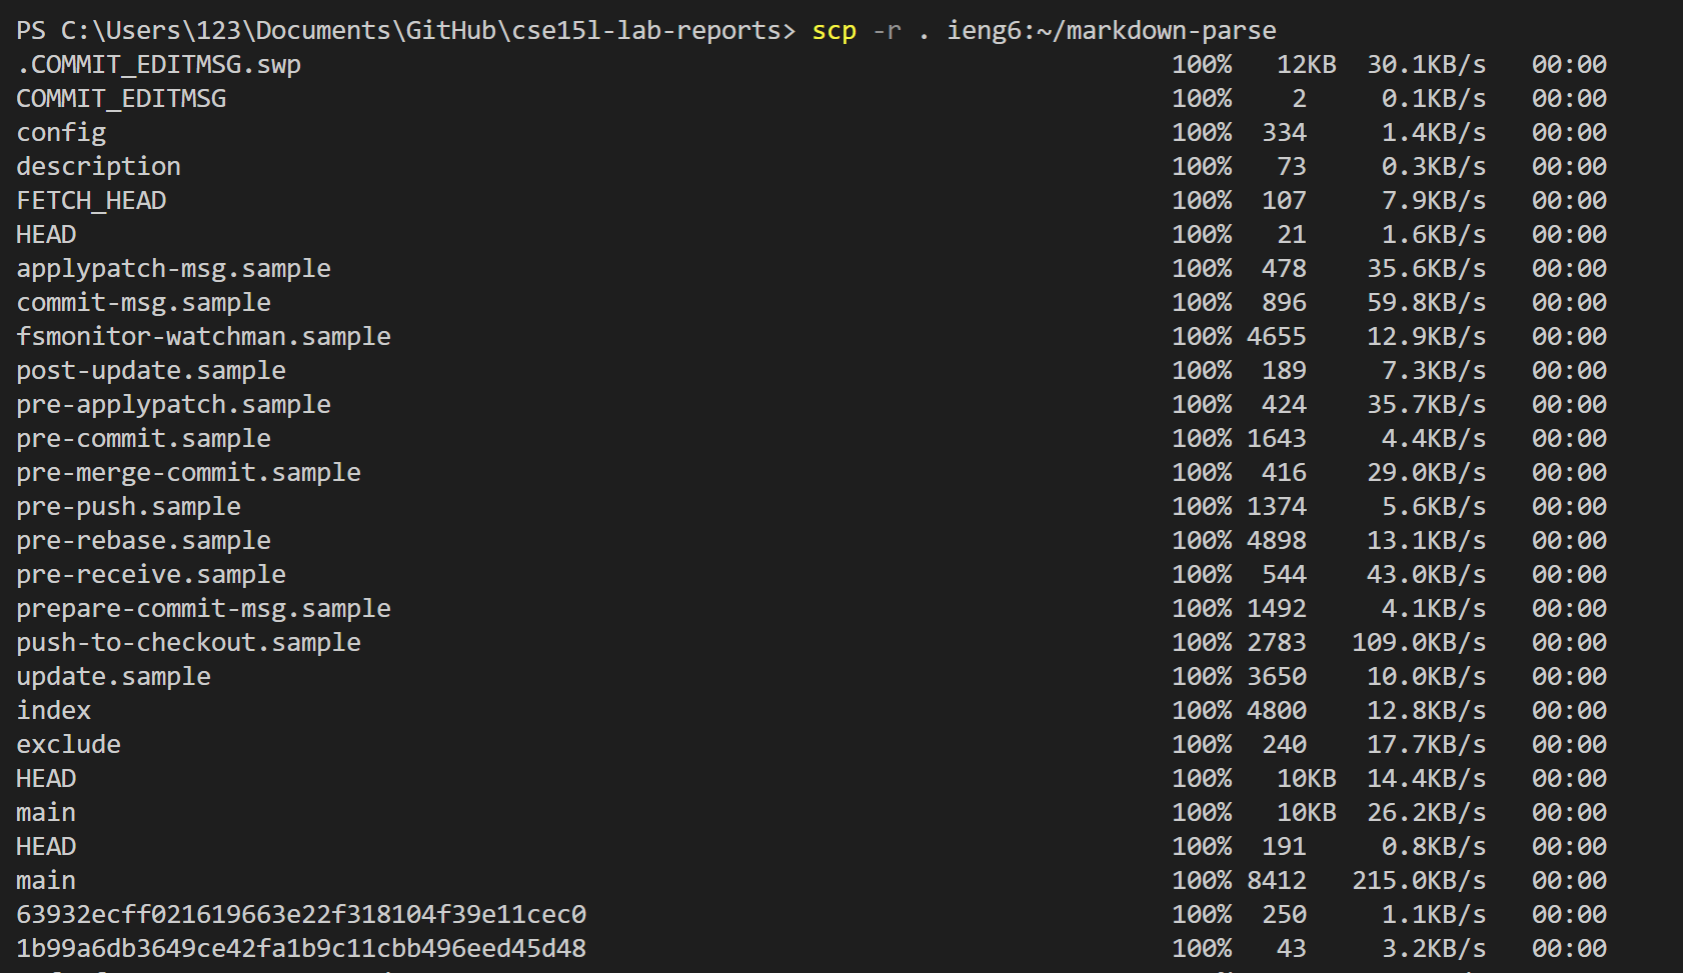 PS C:\Users\123\Documents\GitHub\cse15l-lab-reports> scp -r . ieng6:~/markdown-parse
.COMMIT_EDITMSG.swp 100% 12KB 30.1KB/s 00:00
COMMIT_EDITMSG 100% 2 0.1KB/s 00:00
config 100% 334 1.4KB/s 00:00
description 100% 73 0.3KB/s 00:00
FETCH_HEAD 100% 107 7.9KB/s 00:00
HEAD 100% 21 1.6KB/s 00:00
applypatch-msg.sample 100% 478 35.6KB/s 00:00
commit-msg.sample 100% 896 59.8KB/s 00:00
fsmonitor-watchman.sample 100% 4655 12.9KB/s 00:00
post-update.sample 100% 189 7.3KB/s 00:00
pre-applypatch.sample 100% 424 35.7KB/s 00:00
pre-commit.sample 100% 1643 4.4KB/s 00:00
pre-merge-commit.sample 100% 416 29.0KB/s 00:00
pre-push.sample 100% 1374 5.6KB/s 00:00
pre-rebase.sample 100% 4898 13.1KB/s 00:00
pre-receive.sample 100% 544 43.0KB/s 00:00
prepare-commit-msg.sample 100% 1492 4.1KB/s 00:00
push-to-checkout.sample 100% 2783 109.0KB/s 00:00
update.sample 100% 3650 10.0KB/s 00:00
index 100% 4800 12.8KB/s 00:00
exclude 100% 240 17.7KB/s 00:00
HEAD 100% 10KB 14.4KB/s 00:00
main 100% 10KB 26.2KB/s 00:00
HEAD 100% 191 0.8KB/s 00:00
main 100% 8412 215.0KB/s 00:00
63932ecff021619663e22f318104f39e11cec0 100% 250 1.1KB/s 00:00
1b99a6db3649ce42fa1b9c11cbb496eed45d48 100% 43 3.2KB/s 00:00